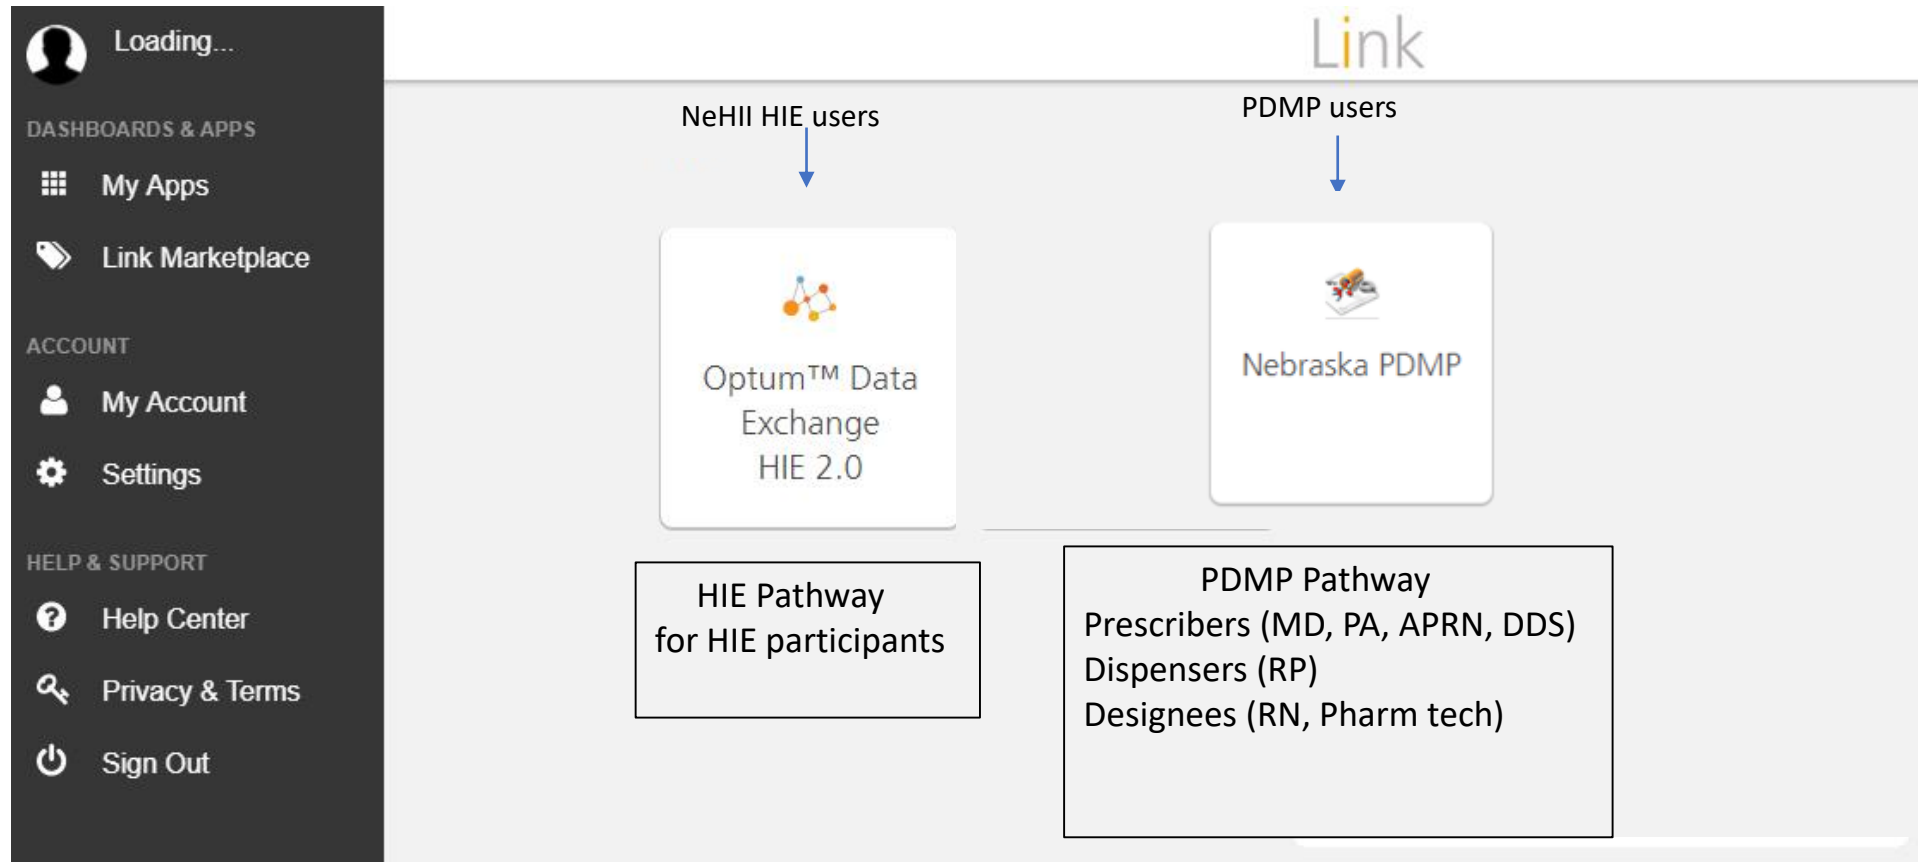 Loading...
DASHBOARDS & APPS
My Apps
Link Marketplace
ACCOUNT
My Account
Settings
HELP & SUPPORT
Help Center
Privacy & Terms
Sign Out
Link
NeHII HIE users
PDMP users
Optum™ Data
Exchange
HIE 2.0
Nebraska PDMP
HIE Pathway
for HIE participants
PDMP Pathway
Prescribers (MD, PA, APRN, DDS)
Dispensers (RP)
Designees (RN, Pharm tech)